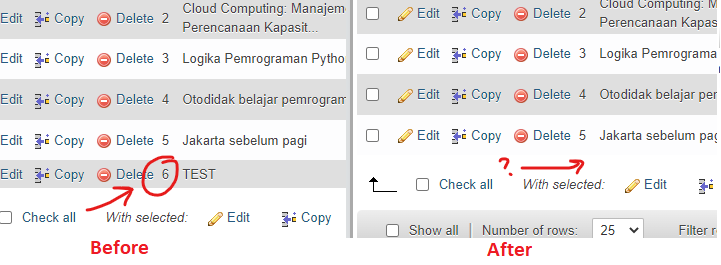 Edit Copy Delete 2 Cloud Computing: Manajem
Perencanaan Kapasit...
Edit Copy Delete 3 Logika Pemrograman Pytho
Edit Copy Delete 4 Otodidak belajar pemrogram
Edit Copy Delete 5 Jakarta sebelum pagi
Edit Copy Delete 6 TEST
Check all With selected: Edit Copy
Before
Edit Copy Delete 2 Cloud Computing: Ma
Perencanaan Kapasit
Edit Copy Delete 3 Logika Pemrograma
Edit Copy Delete 4 Otodidak belajar per
Edit Copy Delete 5 Jakarta sebelum pag
?
Check all With selected: Edit
Show all Number of rows: 25 Filter r
After